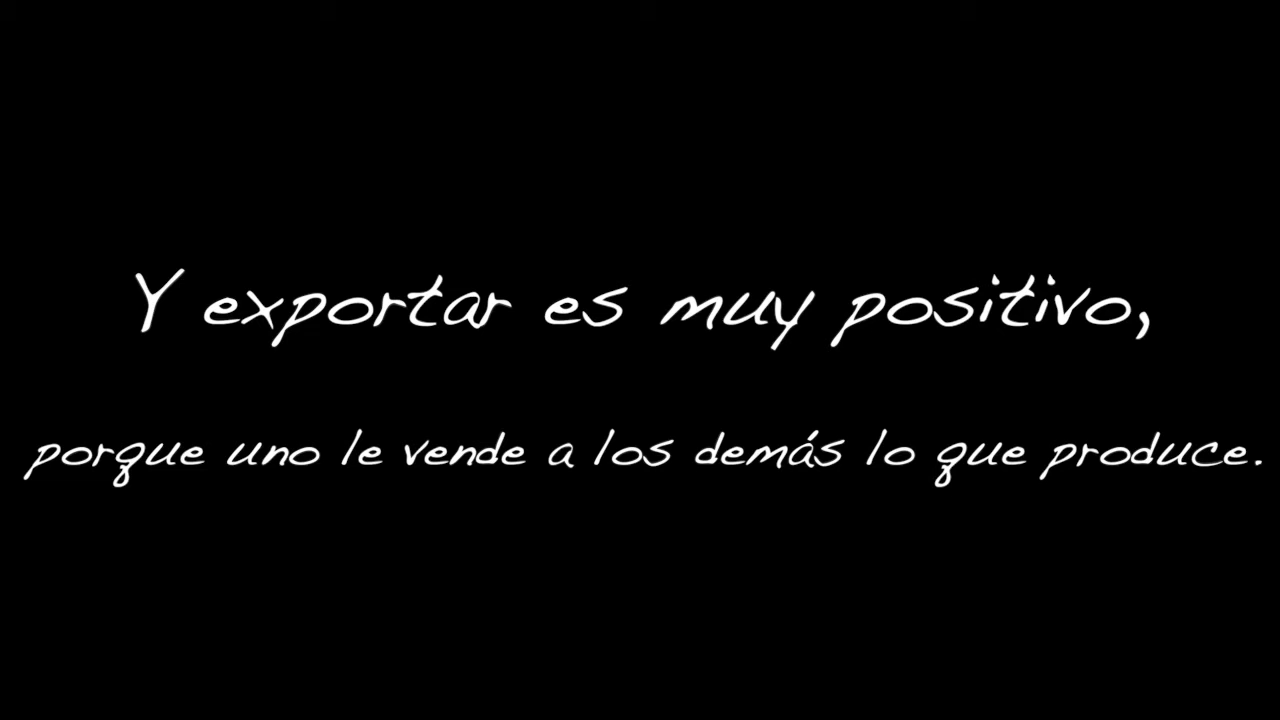 Y exportar es muy positivo,
porque uno le vende a los demás lo que produce.